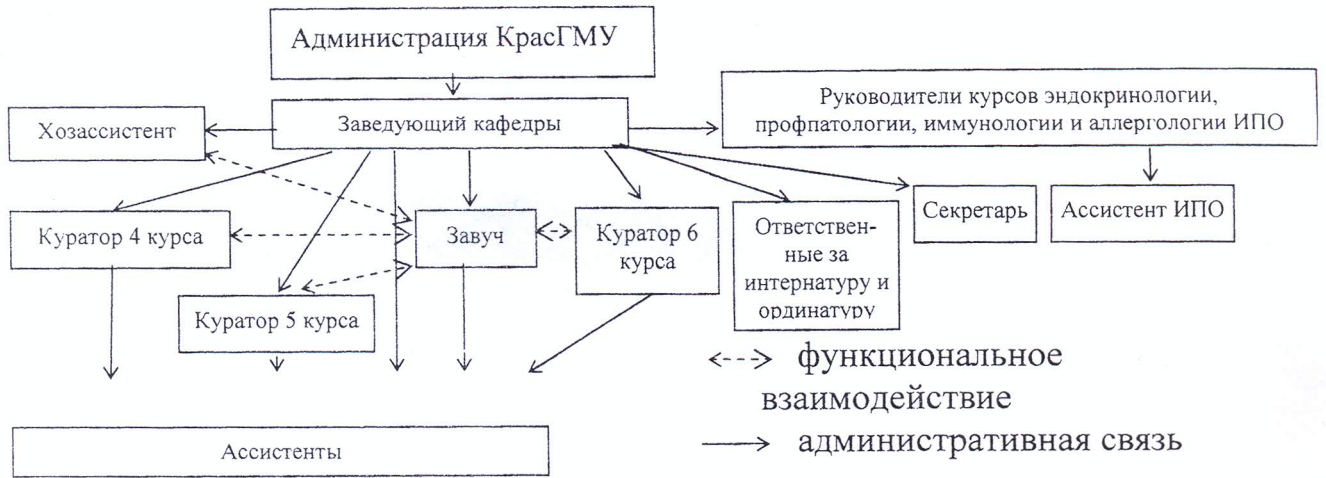 Администрация КрасГМУ
Заведующий кафедры
Хозассистент
Руководители курсов эндокринологии,
профпатологии, иммунологии и аллергологии ИПО
Куратор 4 курса
Завуч
Куратор 6
курса
Ответствен-
ные за
интернатуру и
ординатуру
Секретарь
Ассистент ИПО
Куратор 5 курса
функциональное
взаимодействие
административная связь
Ассистенты